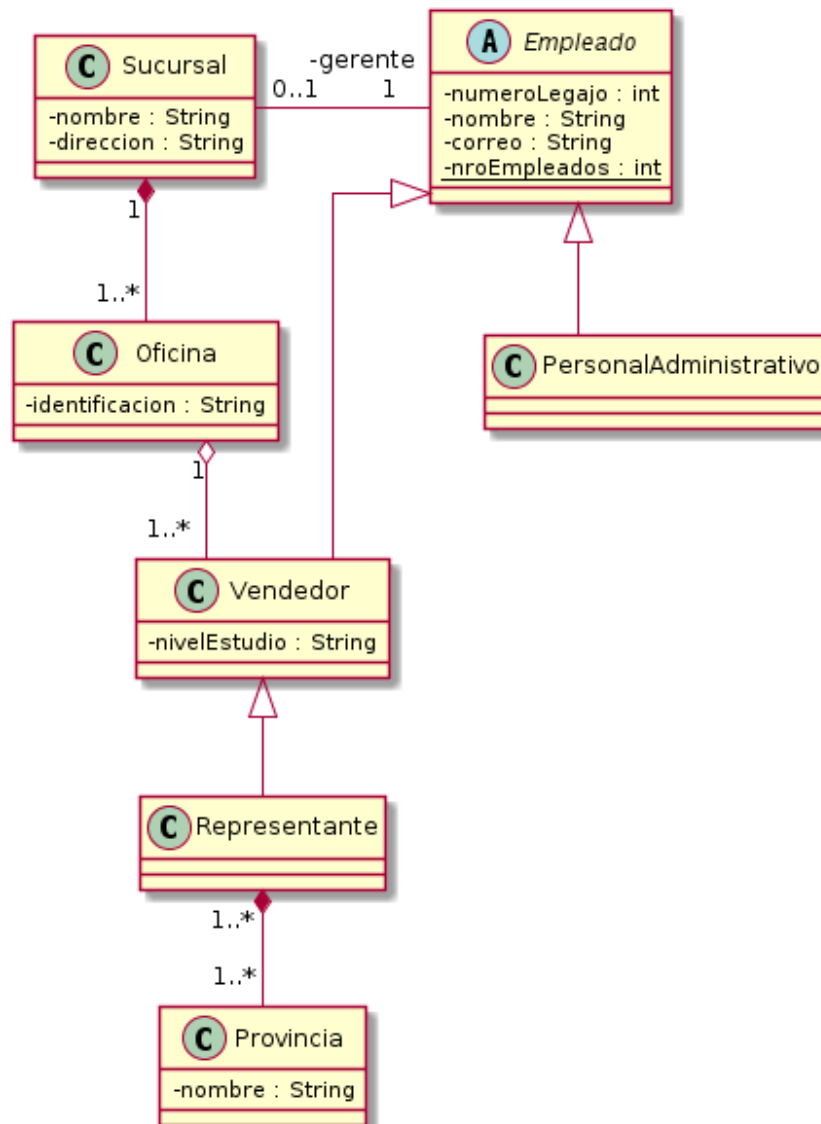 C Sucursal
-nombre : String
-direccion : String
-gerente
0..1
1
A Empleado
-numeroLegajo : int
-nombre : String
-correo : String
-nroEmpleados : int
1
1..*
C Oficina
-identificacion : String
C PersonalAdministrativo
1
1..*
C Vendedor
-nivelEstudio : String
C Representante
1..*
1..*
C Provincia
-nombre : String